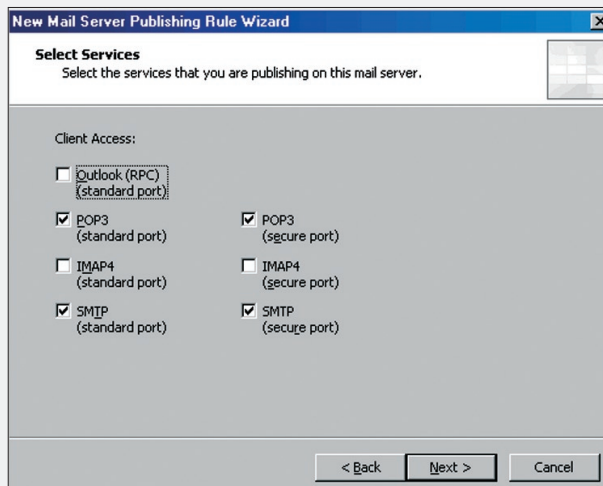 New Mail Server Publishing Rule Wizard
Select Services
Select the services that you are publishing on this mail server.
Client Access:
Outlook (RPC)
(standard port)
POP3
(standard port)
POP3
(secure port)
IMAP4
(standard port)
IMAP4
(secure port)
SMTP
(standard port)
SMTP
(secure port)
< Back
Next >
Cancel